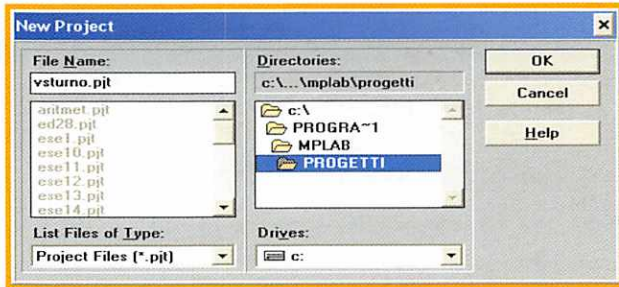 New Project
File Name:
vsturno.pjt
aritmet.pjt
ed28.pjt
ese1.pjt
ese10.pjt
ese11.pjt
ese12.pjt
ese13.pjt
ese14.pjt
List Files of Type:
Project Files (*.pjt)
Directories:
c:\...\mplab\progetti
c:\
PROGRA~1
MPLAB
PROGETTI
Drives:
c:
OK
Cancel
Help